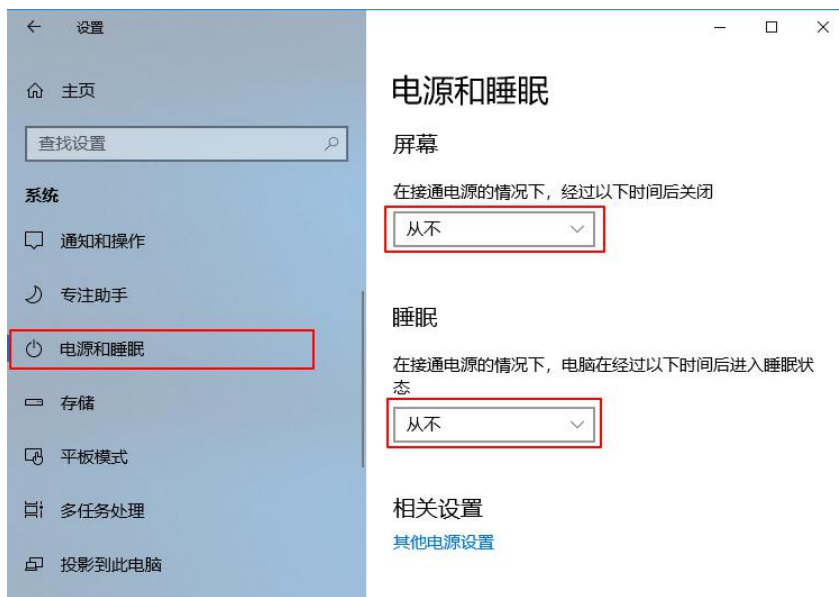 设置
主页
查找设置
系统
通知和操作
专注助手
电源和睡眠
存储
平板模式
多任务处理
投影到此电脑
电源和睡眠
屏幕
在接通电源的情况下，经过以下时间后关闭
从不
睡眠
在接通电源的情况下，电脑在经过以下时间后进入睡眠状
态
从不
相关设置
其他电源设置